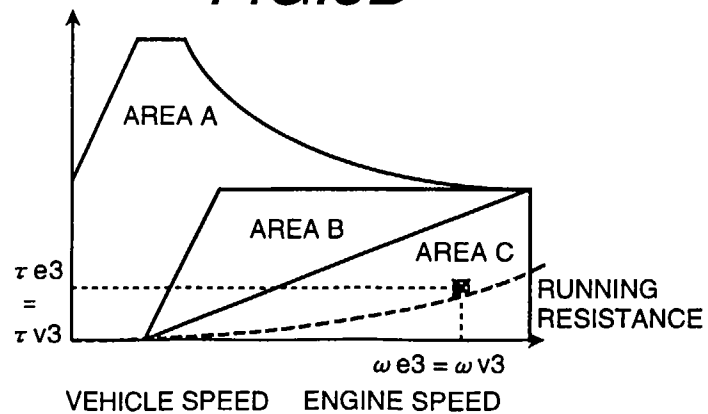 AREA A
AREA B
AREA C
τ e3
=
τ v3
RUNNING
RESISTANCE
ω e3 = ω v3
VEHICLE SPEED ENGINE SPEED